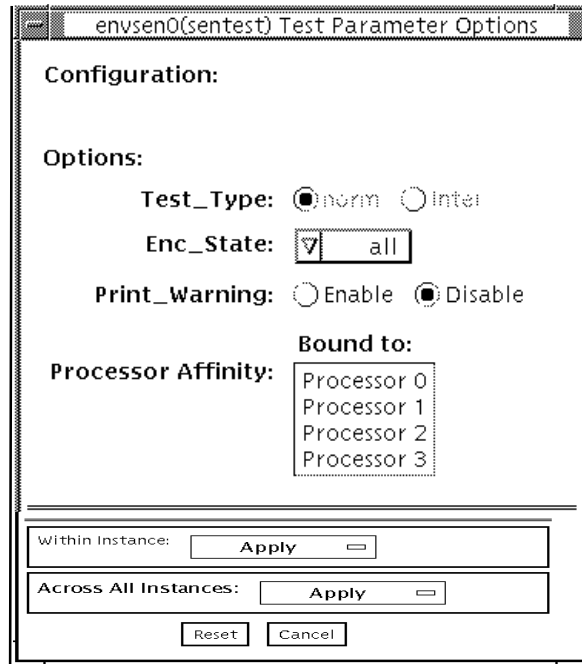 envsen0(sentest) Test Parameter Options
Configuration:
Options:
Test_Type: norm inter
Enc_State: all
Print_Warning: Enable Disable
Bound to:
Processor Affinity:
Processor 0
Processor 1
Processor 2
Processor 3
Within Instance: Apply
Across All Instances: Apply
Reset Cancel